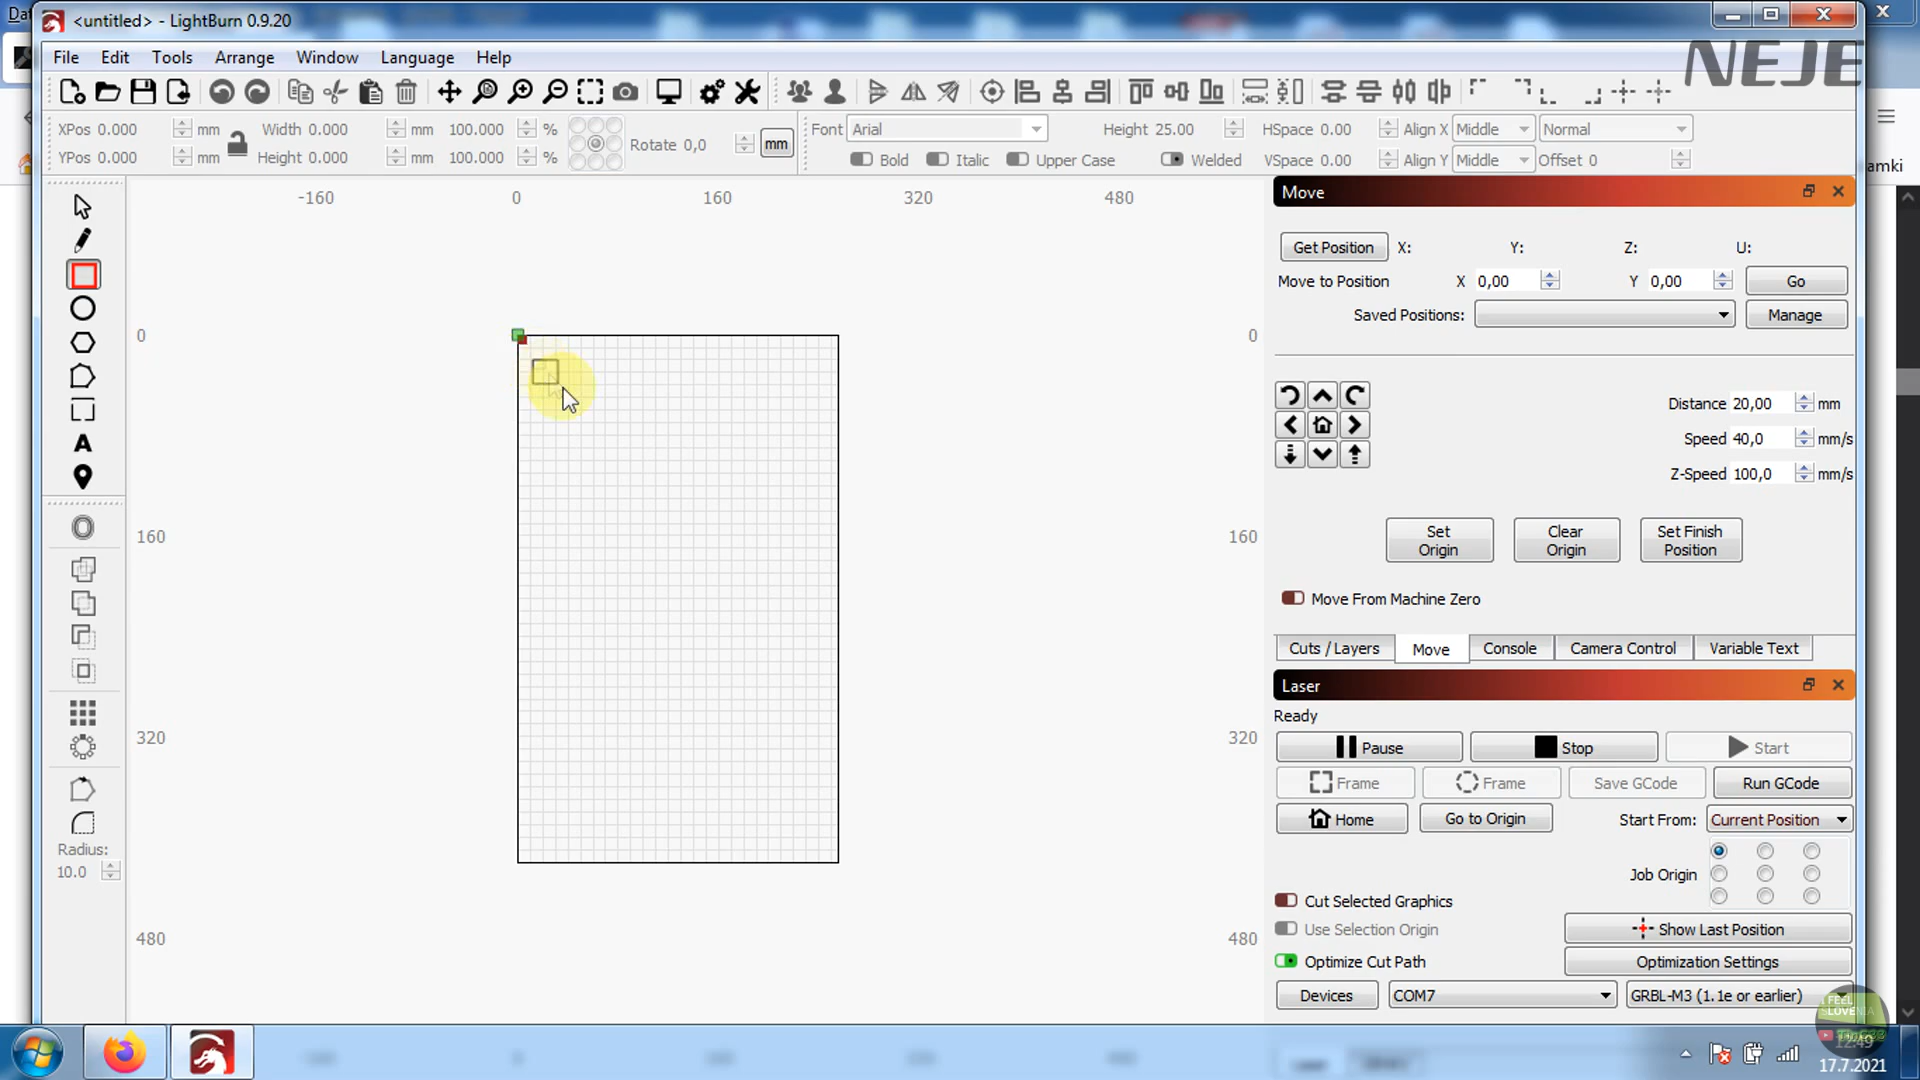 <untitled> - LightBurn 0.9.20
NEJE
File Edit Tools Arrange Window Language Help
XPos 0.000 mm Width 0.000 mm 100.000 %
YPos 0.000 mm Height 0.000 mm 100.000 %
Rotate 0,0 mm
Font Arial Height 25.00 HSpace 0.00 Align X Middle Normal
Bold Italic Upper Case Welded VSpace 0.00 Align Y Middle Offset 0
amki
-160 0 160 320 480
0 0
160 160
320 320
480 480
Radius:
10.0
Move
Get Position X: Y: Z: U:
Move to Position X 0,00 Y 0,00 Go
Saved Positions: Manage
Distance 20,00 mm
Speed 40,0 mm/s
Z-Speed 100,0 mm/s
Set Origin Clear Origin Set Finish Position
Move From Machine Zero
Cuts / Layers Move Console Camera Control Variable Text
Laser
Ready
Pause Stop Start
Frame Frame Save GCode Run GCode
Home Go to Origin Start From: Current Position
Job Origin
Cut Selected Graphics
Use Selection Origin Show Last Position
Optimize Cut Path Optimization Settings
Devices COM7 GRBL-M3 (1.1e or earlier)
I FEEL
SLOVENIA
12:49
17.7.2021